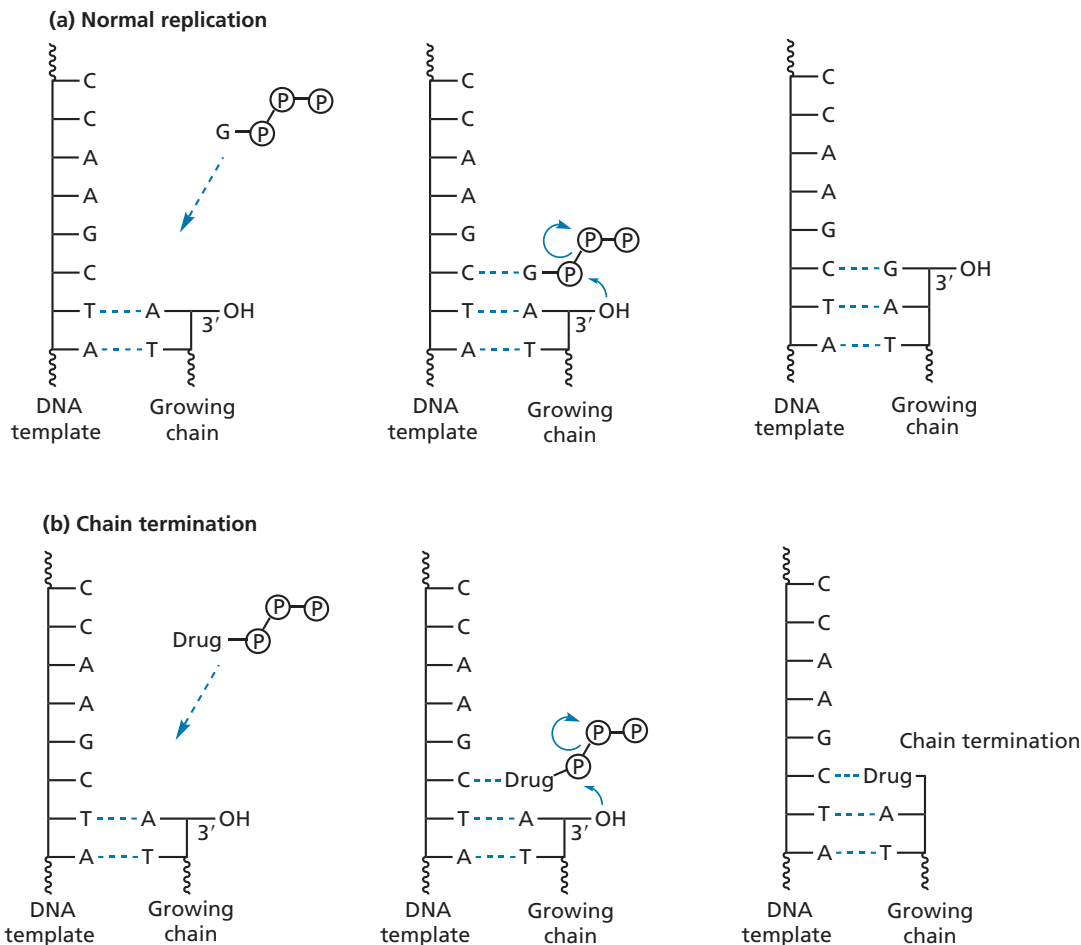 (a) Normal replication
C
C
A
A
G
C
T A OH
3′
A T
G P P P
DNA
template
Growing
chain
C
C
A
A
G
C G P P P
T A OH
3′
A T
DNA
template
Growing
chain
C
C
A
A
G
C G OH
3′
T A
A T
DNA
template
Growing
chain
(b) Chain termination
C
C
A
A
G
C
T A OH
3′
A T
Drug P P P
DNA
template
Growing
chain
C
C
A
A
G
C Drug P P P
T A OH
3′
A T
DNA
template
Growing
chain
C
C
A
A
G
Chain termination
C Drug
T A
A T
DNA
template
Growing
chain